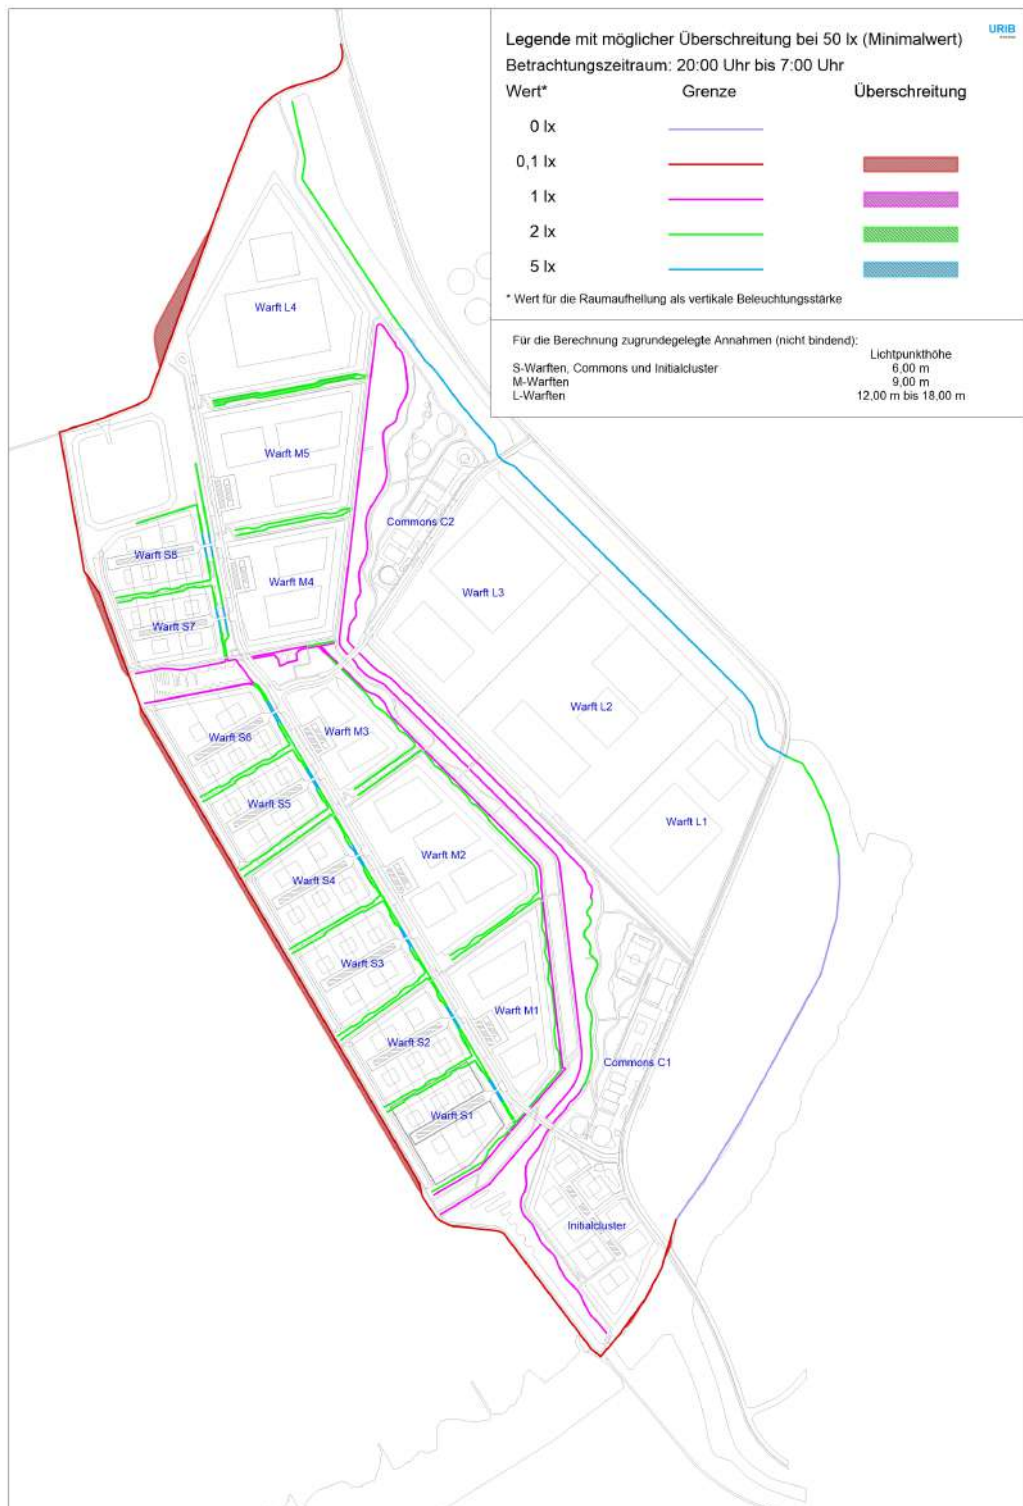 URIB
Legende mit möglicher Überschreitung bei 50 lx (Minimalwert)
Betrachtungszeitraum: 20:00 Uhr bis 7:00 Uhr
Wert* Grenze Überschreitung
0 lx
0,1 lx
1 lx
2 lx
5 lx
* Wert für die Raumaufhellung als vertikale Beleuchtungsstärke
Für die Berechnung zugrundegelegte Annahmen (nicht bindend):
Lichtpunkthöhe
S-Warften, Commons und Initialcluster 6,00 m
M-Warften 9,00 m
L-Warften 12,00 m bis 18,00 m
Warft L4
Warft M5
Commons C2
Warft S8
Warft M4
Warft L3
Warft S7
Warft L2
Warft M3
Warft S6
Warft S5
Warft L1
Warft M2
Warft S4
Warft S3
Warft M1
Warft S2
Commons C1
Warft S1
Initialcluster